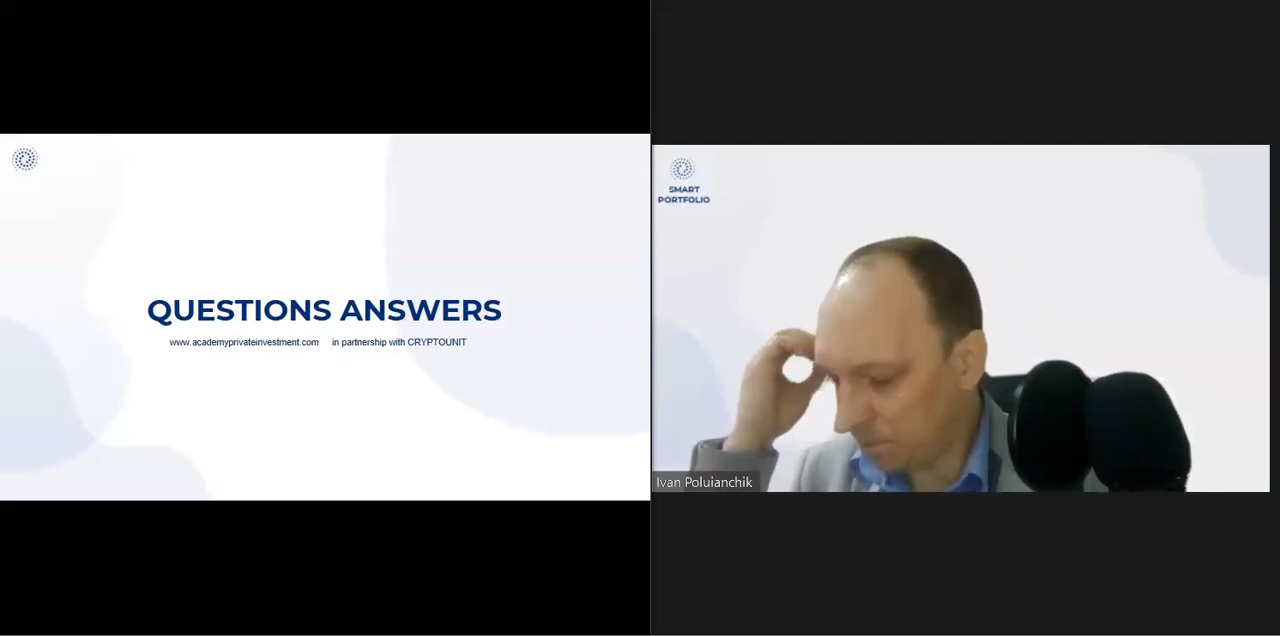 QUESTIONS ANSWERS
www.academyprivateinvestment.com in partnership with CRYPTOUNIT
SMART
PORTFOLIO
Ivan Poluianchik